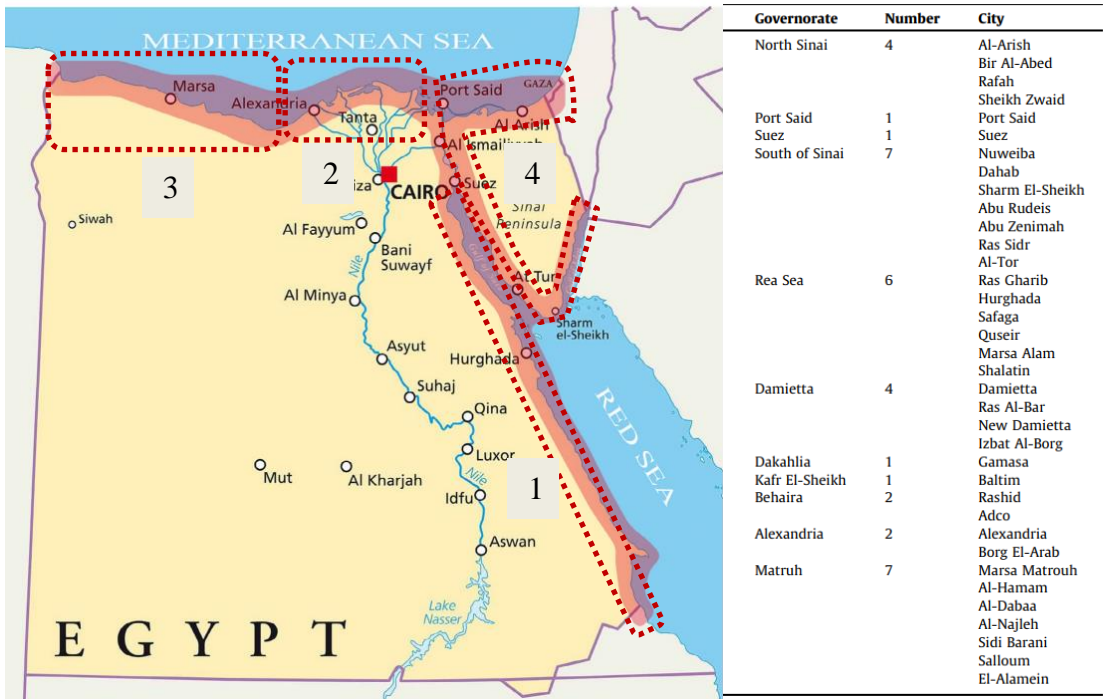 MEDITERRANEAN SEA
Marsa
Alexandria
Tanta
Port Said
GAZA
Al Arish
Al Ismailiyah
3
2
4
iza
CAIRO
Suez
Sinai
Peninsula
Siwah
Al Fayyum
Bani
Suwayf
Nile
Gulf of
At Tur
Al Minya
Sharm
el-Sheikh
Asyut
Hurghada
Suhaj
Qina
RED SEA
Luxor
Mut
Al Kharjah
Nile
1
Idfu
Aswan
Lake
Nasser
EGYPT
Governorate Number City
North Sinai 4 Al-Arish
Bir Al-Abed
Rafah
Sheikh Zwaid
Port Said 1 Port Said
Suez 1 Suez
South of Sinai 7 Nuweiba
Dahab
Sharm El-Sheikh
Abu Rudeis
Abu Zenimah
Ras Sidr
Al-Tor
Rea Sea 6 Ras Gharib
Hurghada
Safaga
Quseir
Marsa Alam
Shalatin
Damietta 4 Damietta
Ras Al-Bar
New Damietta
Izbat Al-Borg
Dakahlia 1 Gamasa
Kafr El-Sheikh 1 Baltim
Behaira 2 Rashid
Adco
Alexandria 2 Alexandria
Borg El-Arab
Matruh 7 Marsa Matrouh
Al-Hamam
Al-Dabaa
Al-Najleh
Sidi Barani
Salloum
El-Alamein